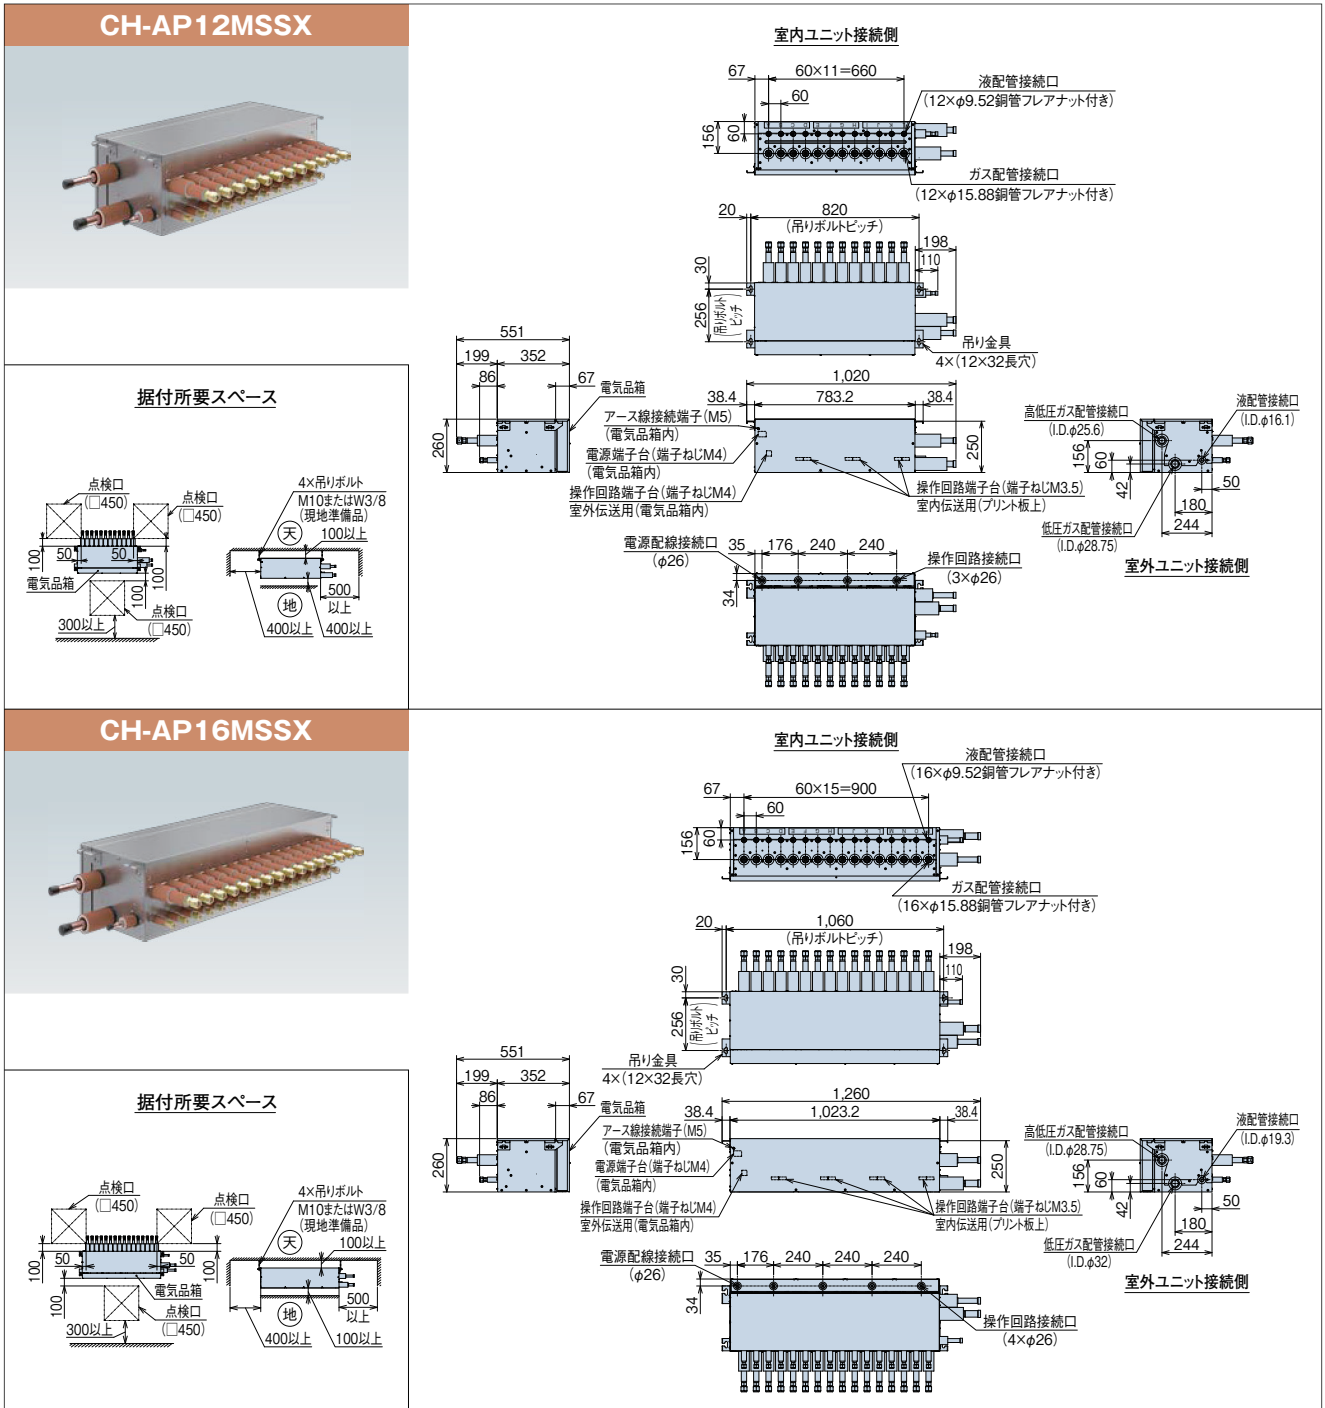 CH-AP12MSSX
室内ユニット接続側
67
60×11=660
60
液配管接続口
(12×φ9.52銅管フレアナット付き)
156
60
ガス配管接続口
(12×φ15.88銅管フレアナット付き)
20
820
(吊りボルトピッチ)
198
110
30
256
(吊りボルト
ピッチ)
吊り金具
4×(12×32長穴)
551
199
352
86
67
電気品箱
260
1,020
38.4
783.2
38.4
アース線接続端子(M5)
(電気品箱内)
電源端子台(端子ねじM4)
(電気品箱内)
操作回路端子台(端子ねじM4)
室外伝送用(電気品箱内)
250
操作回路端子台(端子ねじM3.5)
室内伝送用(プリント板上)
高低圧ガス配管接続口
(I.D.φ25.6)
液配管接続口
(I.D.φ16.1)
156
60
42
50
180
244
低圧ガス配管接続口
(I.D.φ28.75)
室外ユニット接続側
電源配線接続口
(φ26)
35
176
240
240
操作回路接続口
(3×φ26)
34
据付所要スペース
点検口
(□450)
点検口
(□450)
100
50
50
100
電気品箱
100
点検口
(□450)
300以上
4×吊りボルト
M10またはW3/8
(現地準備品)
天
100以上
500
以上
地
400以上
400以上
CH-AP16MSSX
室内ユニット接続側
液配管接続口
(16×φ9.52銅管フレアナット付き)
67
60×15=900
60
156
60
ガス配管接続口
(16×φ15.88銅管フレアナット付き)
20
1,060
(吊りボルトピッチ)
198
110
30
256
(吊りボルト
ピッチ)
吊り金具
4×(12×32長穴)
551
199
352
86
67
電気品箱
260
1,260
38.4
1,023.2
38.4
アース線接続端子(M5)
(電気品箱内)
電源端子台(端子ねじM4)
(電気品箱内)
操作回路端子台(端子ねじM4)
室外伝送用(電気品箱内)
250
操作回路端子台(端子ねじM3.5)
室内伝送用(プリント板上)
高低圧ガス配管接続口
(I.D.φ28.75)
液配管接続口
(I.D.φ19.3)
156
60
42
50
180
244
低圧ガス配管接続口
(I.D.φ32)
室外ユニット接続側
電源配線接続口
(φ26)
35
176
240
240
240
34
操作回路接続口
(4×φ26)
据付所要スペース
点検口
(□450)
点検口
(□450)
100
50
50
100
電気品箱
100
点検口
(□450)
300以上
4×吊りボルト
M10またはW3/8
(現地準備品)
天
100以上
500
以上
地
400以上
100以上